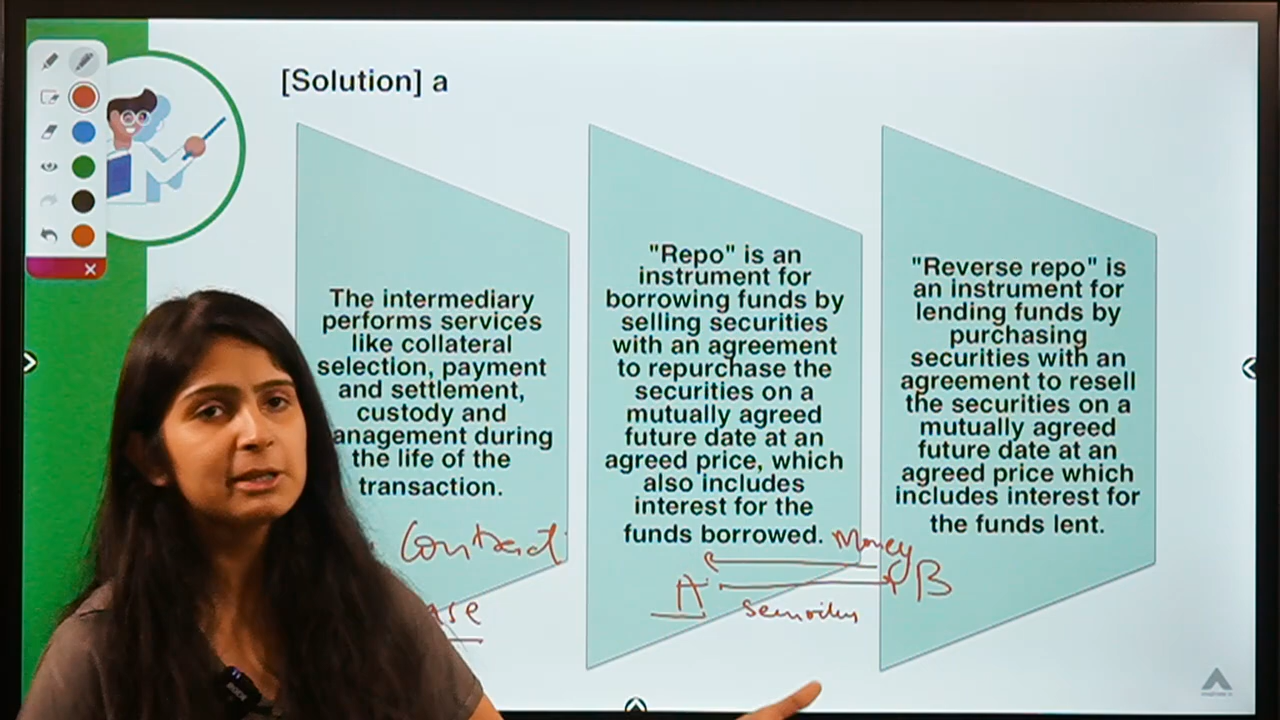 [Solution] a
The intermediary
performs services
like collateral
selection, payment
and settlement,
custody and
anagement during
the life of the
transaction.
"Repo" is an
instrument for
borrowing funds by
selling securities
with an agreement
to repurchase the
securities on a
mutually agreed
future date at an
agreed price, which
also includes
interest for the
funds borrowed.
"Reverse repo" is
an instrument for
lending funds by
purchasing
securities with an
agreement to resell
the securities on a
mutually agreed
future date at an
agreed price which
includes interest for
the funds lent.
Contract
Money
A
B